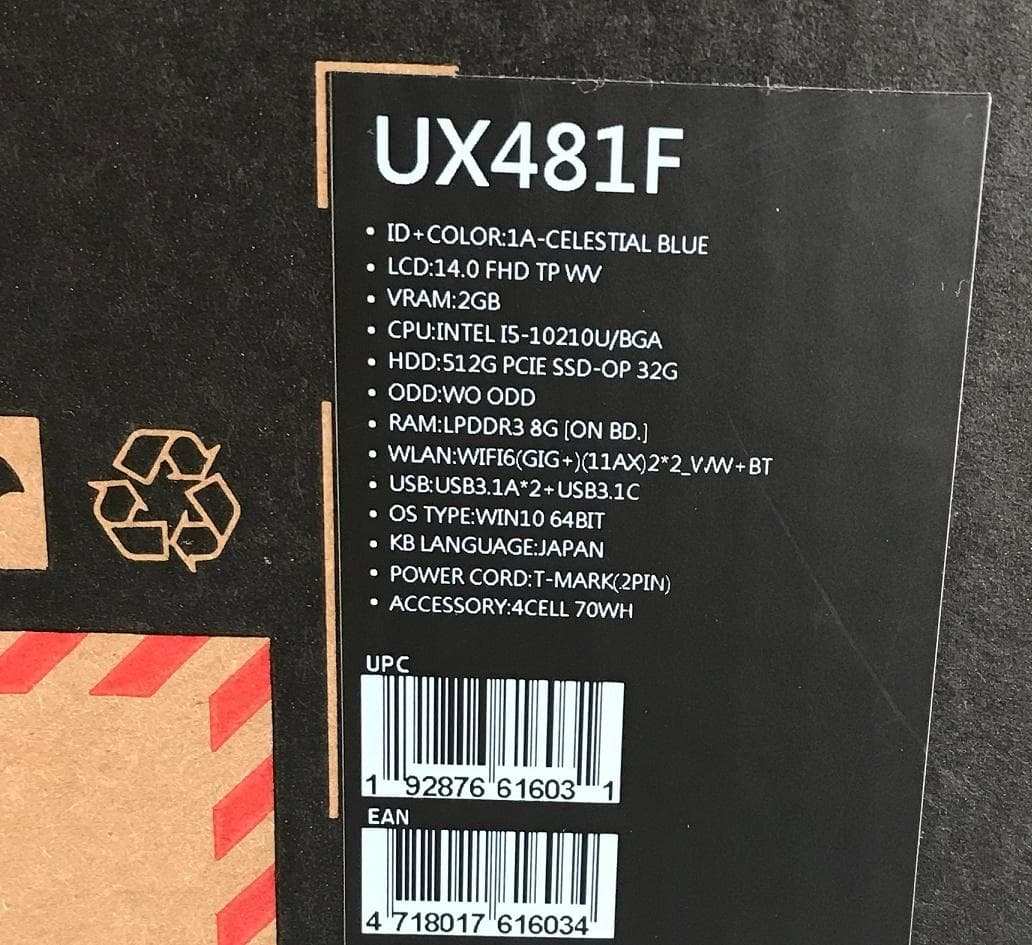 UX481F
• ID+COLOR:1A-CELESTIAL BLUE
• LCD:14.0 FHD TP WV
• VRAM:2GB
• CPU:INTEL I5-10210U/BGA
• HDD:512G PCIE SSD-OP 32G
• ODD:WO ODD
• RAM:LPDDR3 8G [ON BD.]
• WLAN:WIFI6(GIG+)(11AX)2*2_VM/W+BT
• USB:USB3.1A*2+USB3.1C
• OS TYPE:WIN10 64BIT
• KB LANGUAGE:JAPAN
• POWER CORD:T-MARK(2PIN)
• ACCESSORY:4CELL 70WH
UPC
1 92876 61603 1
EAN
4 718017 616034